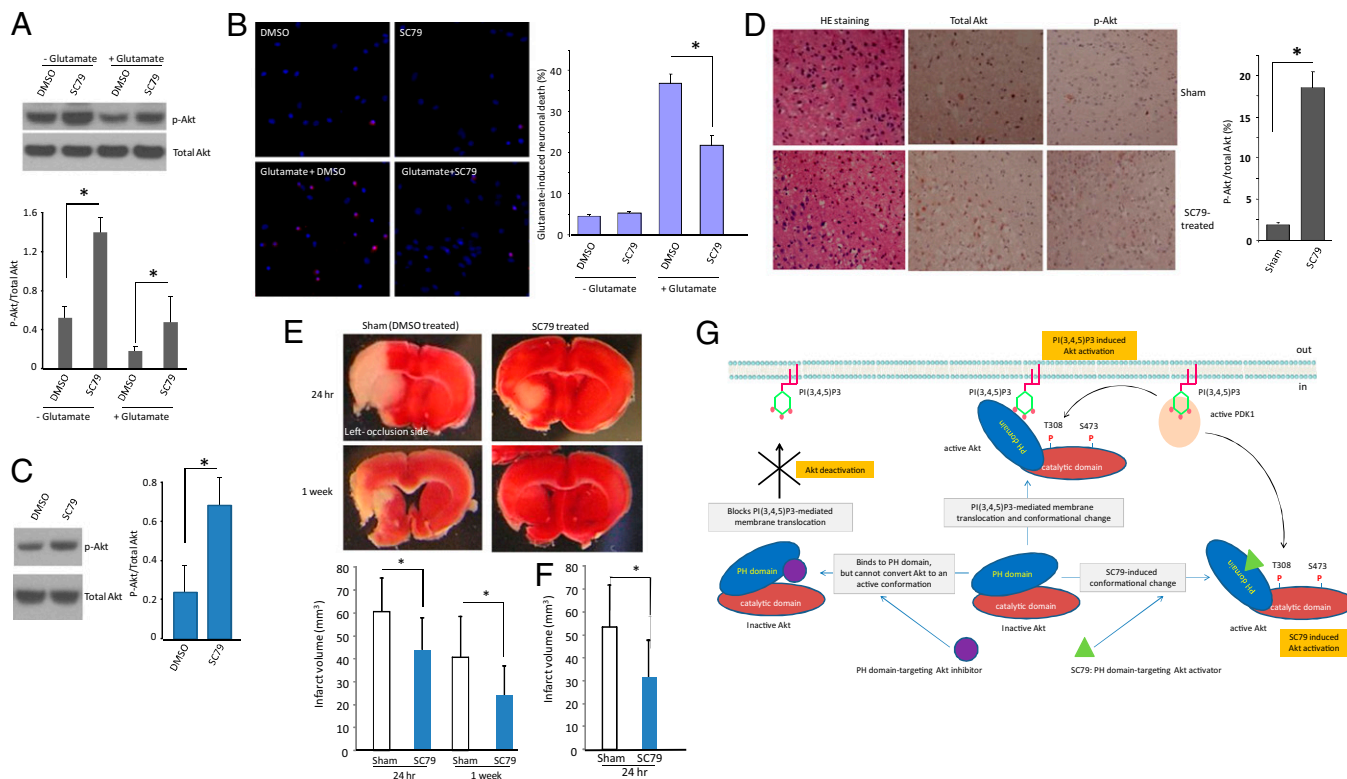 A
- Glutamate
+ Glutamate
DMSO
SC79
DMSO
SC79
p-Akt
Total Akt
P-Akt/Total Akt
1.6
1.2
0.8
0.4
0
*
*
DMSO
SC79
DMSO
SC79
- Glutamate
+ Glutamate
B
DMSO
SC79
Glutamate + DMSO
Glutamate+SC79
Glutamate-induced neuronal death (%)
45
40
35
30
25
20
15
10
5
0
*
DMSO
SC79
DMSO
SC79
- Glutamate
+ Glutamate
C
DMSO
SC79
p-Akt
Total Akt
P-Akt/Total Akt
0.8
0.6
0.4
0.2
0
*
DMSO
SC79
D
HE staining
Total Akt
p-Akt
Sham
SC79-
treated
P-Akt/total Akt (%)
20
15
10
5
0
*
Sham
SC79
E
Sham (DMSO treated)
SC79 treated
24 hr
Left- occlusion side
1 week
Infarct volume (mm³)
80
70
60
50
40
30
20
10
0
*
*
Sham
SC79
Sham
SC79
24 hr
1 week
F
Infarct volume (mm³)
80
70
60
50
40
30
20
10
0
*
Sham
SC79
24 hr
G
PI(3,4,5)P3 induced
Akt activation
out
in
PI(3,4,5)P3
PI(3,4,5)P3
PI(3,4,5)P3
active PDK1
T308
S473
P
P
PH domain
active Akt
catalytic domain
Akt deactivation
Blocks PI(3,4,5)P3-mediated
membrane translocation
PI(3,4,5)P3-mediated membrane
translocation and conformational change
PH domain
catalytic domain
Inactive Akt
Binds to PH domain,
but cannot convert Akt to an
active conformation
PH domain
catalytic domain
Inactive Akt
SC79-induced
conformational change
T308
S473
P
P
PH domain
catalytic domain
active Akt
SC79 induced
Akt activation
PH domain-targeting Akt inhibitor
SC79: PH domain-targeting Akt activator